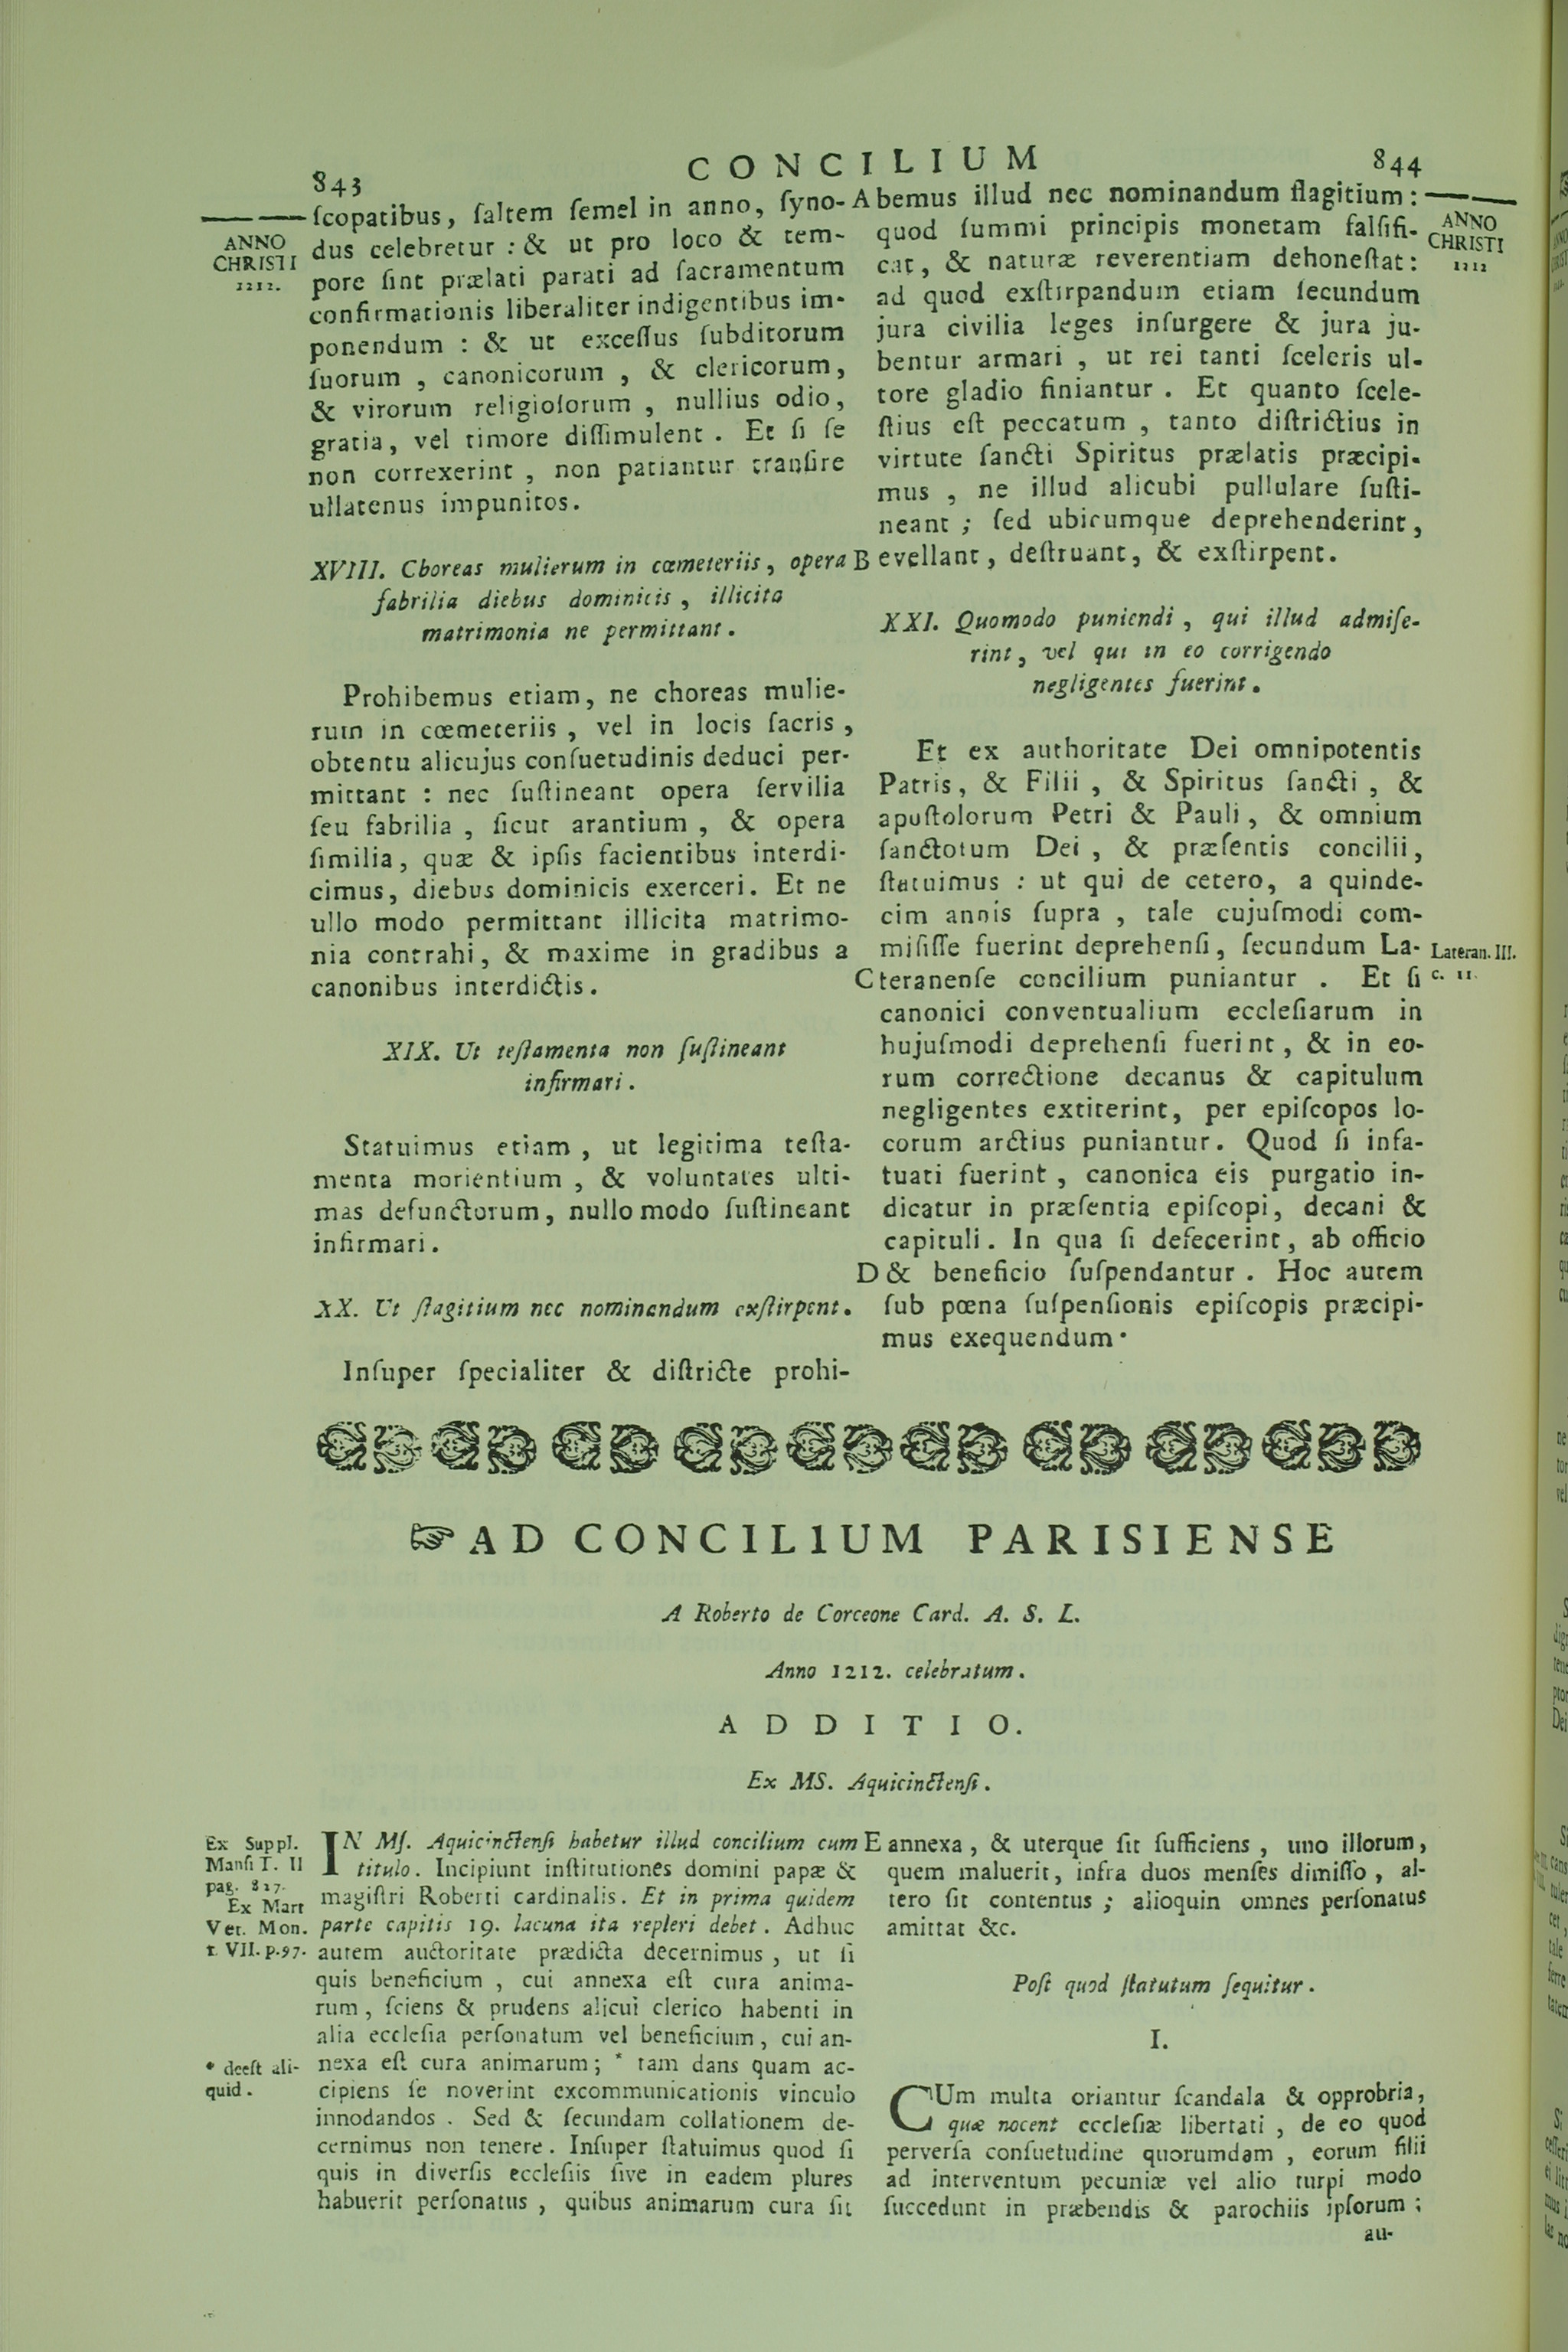 843
CONCILIUM
844
ANNO
CHRISTI
1212.
ſcopatibus, ſaltem ſemel in anno, ſyno-
dus celebretur : & ut pro loco & tem-
pore ſint prælati parati ad ſacramentum
confirmationis liberaliter indigentibus im-
ponendum : & ut exceſſus ſubditorum
ſuorum , canonicorum , & clericorum,
& virorum religioſorum , nullius odio,
gratia, vel timore diſſimulent . Et ſi ſe
non correxerint , non patiantur tranſire
ullatenus impunitos.
XVIII. Choreas mulierum in cœmeteriis, opera
fabrilia diebus dominicis , illicita
matrimonia ne permittant .
Prohibemus etiam, ne choreas mulie-
rum in cœmeteriis , vel in locis ſacris ,
obtentu alicujus conſuetudinis deduci per-
mittant : nec ſuſtineant opera ſervilia
ſeu fabrilia , ſicut arantium , & opera
ſimilia, quæ & ipſis facientibus interdi-
cimus, diebus dominicis exerceri. Et ne
ullo modo permittant illicita matrimo-
nia contrahi, & maxime in gradibus a
canonibus interdictis.
XIX. Ut teſtamenta non ſuſtineant
infirmari .
Statuimus etiam , ut legitima teſta-
menta morientium , & voluntates ulti-
mas defunctorum, nullo modo ſuſtineant
infirmari.
XX. Ut flagitium nec nominandum exſtirpent.
Inſuper ſpecialiter & diſtricte prohi-
A bemus illud nec nominandum flagitium :
quod ſummi principis monetam falſifi-
cat, & naturæ reverentiam dehoneſtat :
ad quod exſtirpandum etiam ſecundum
jura civilia leges inſurgere & jura ju-
bentur armari , ut rei tanti ſceleris ul-
tore gladio finiantur . Et quanto ſcele-
ſtius eſt peccatum , tanto diſtrictius in
virtute ſancti Spiritus prælatis præcipi-
mus , ne illud alicubi pullulare ſuſti-
neant ; ſed ubicumque deprehenderint,
B evellant, deſtruant, & exſtirpent.
XXI. Quomodo puniendi , qui illud admiſe-
rint, vel qui in eo corrigendo
negligentes fuerint.
Et ex authoritate Dei omnipotentis
Patris, & Filii , & Spiritus ſancti , &
apoſtolorum Petri & Pauli, & omnium
ſanctotum Dei , & præſentis concilii,
ſtatuimus : ut qui de cetero, a quinde-
cim annis ſupra , tale cujuſmodi com-
miſiſſe fuerint deprehenſi, ſecundum La-
C teranenſe concilium puniantur . Et ſi
canonici conventualium eccleſiarum in
hujuſmodi deprehenſi fuerint, & in eo-
rum correctione decanus & capitulum
negligentes extiterint, per epiſcopos lo-
corum arctius puniantur. Quod ſi infa-
tuati fuerint , canonica eis purgatio in-
dicatur in præſentia epiſcopi, decani &
capituli. In qua ſi defecerint, ab officio
D & beneficio ſuſpendantur . Hoc autem
ſub pœna ſuſpenſionis epiſcopis præcipi-
mus exequendum.
ANNO
CHRISTI
1212
Lateran. III.
c. 11.
☞ AD CONCILIUM PARISIENSE
A Roberto de Corceone Card. A. S. L.
Anno 1212. celebratum.
ADDITIO.
Ex MS. Aquicinctenſi.
Ex Suppl.
Manſi T. II
pag. 817.
Ex Mart
Vet. Mon.
t. VII. p.97.
IN Mſ. Aquicinctenſi habetur illud concilium cum
titulo. Incipiunt inſtitutiones domini papæ &
magiſtri Roberti cardinalis. Et in prima quidem
parte capitis 19. lacuna ita repleri debet . Adhuc
autem auctoritate prædicta decernimus , ut ſi
quis beneficium , cui annexa eſt cura anima-
rum, ſciens & prudens alicui clerico habenti in
alia eccleſia perſonatum vel beneficium, cui an-
nexa eſt cura animarum; * tam dans quam ac-
cipiens ſe noverint excommunicationis vinculo
innodandos . Sed & ſecundam collationem de-
cernimus non tenere. Inſuper ſtatuimus quod ſi
quis in diverſis eccleſiis ſive in eadem plures
habuerit perſonatus , quibus animarum cura ſit
* deeſt ali-
quid .
E annexa, & uterque ſit ſufficiens , uno illorum,
quem maluerit, infra duos menſes dimiſſo, al-
tero ſit contentus ; alioquin omnes perſonatus
amittat &c.
Poſt quod ſtatutum ſequitur.
I.
CUm multa oriantur ſcandala & opprobria,
quæ nocent eccleſiæ libertati , de eo quod
perverſa conſuetudine quorumdam , eorum filii
ad interventum pecuniæ vel alio turpi modo
ſuccedunt in præbendis & parochiis ipſorum ;
au-